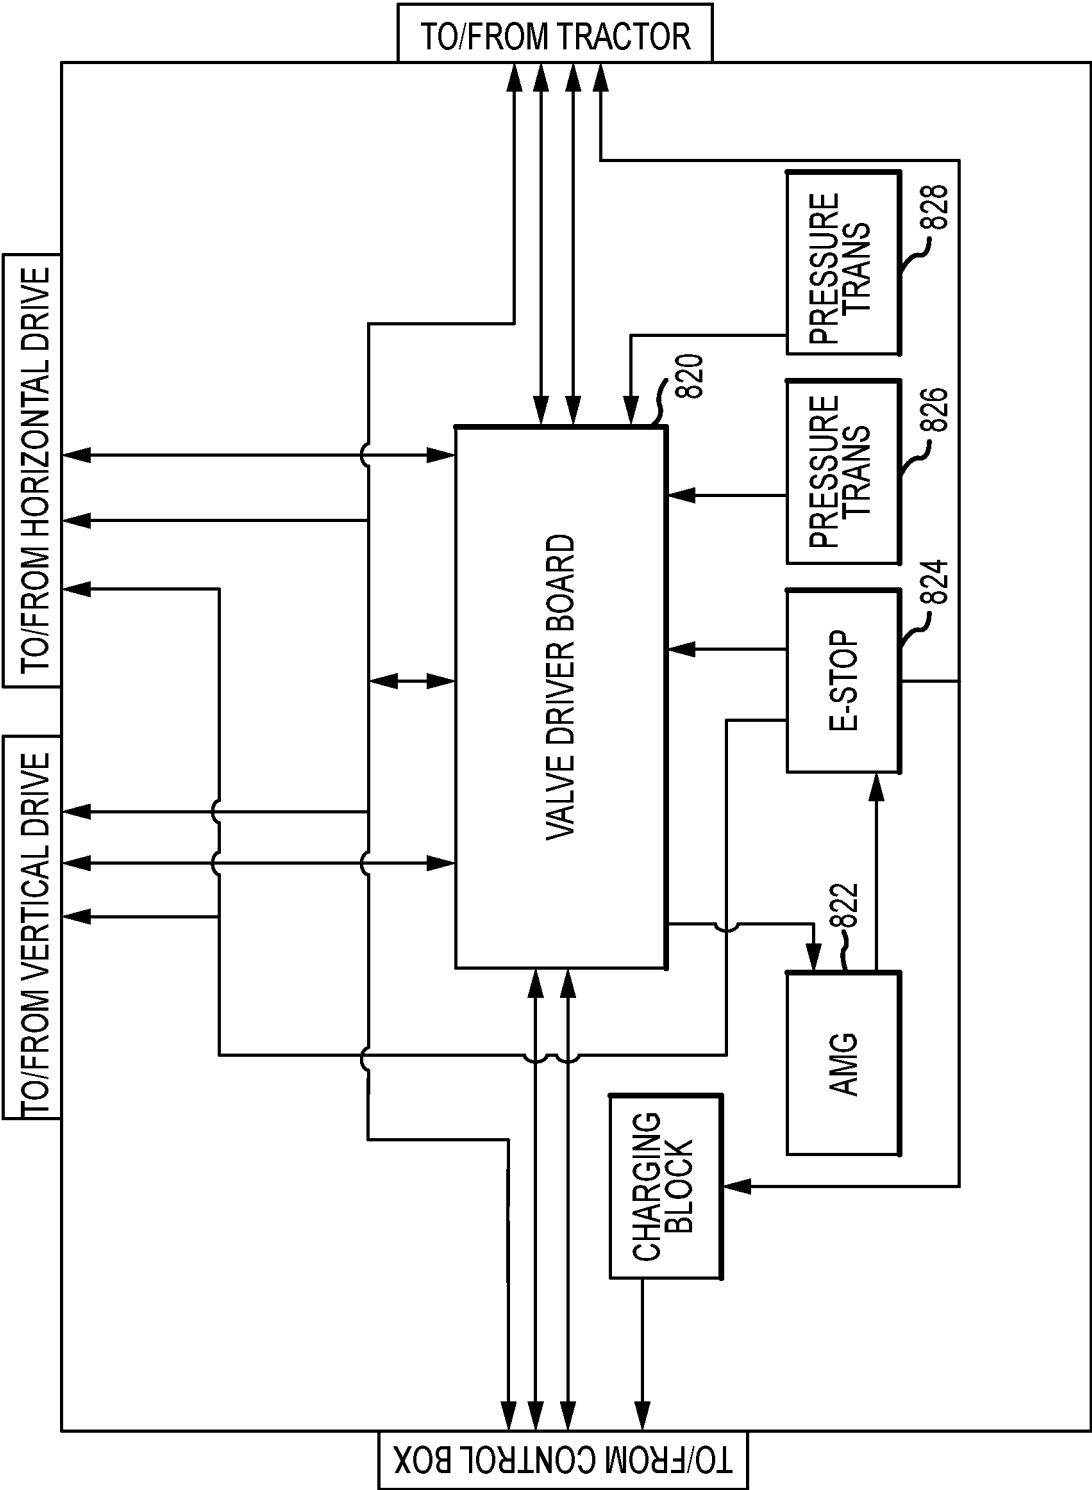 TO/FROM TRACTOR
TO/FROM HORIZONTAL DRIVE
TO/FROM VERTICAL DRIVE
VALVE DRIVER BOARD
820
PRESSURE
TRANS
828
PRESSURE
TRANS
826
E-STOP
824
AMG
822
CHARGING
BLOCK
TO/FROM CONTROL BOX